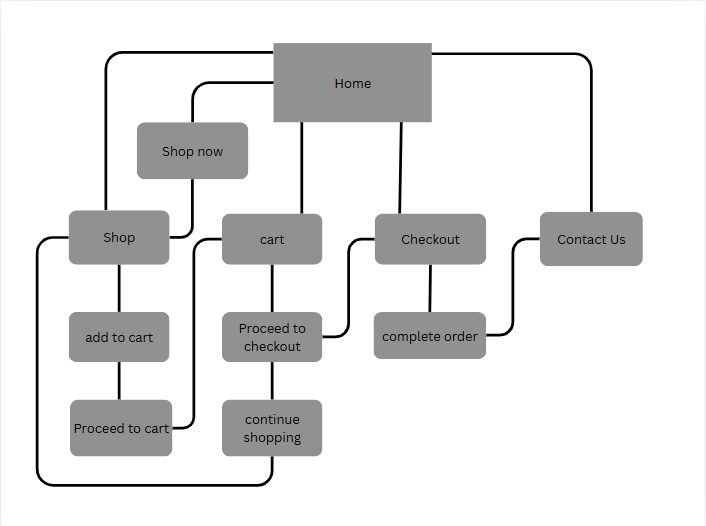 Home
Shop now
Shop
cart
Checkout
Contact Us
add to cart
Proceed to
checkout
complete order
Proceed to cart
continue
shopping